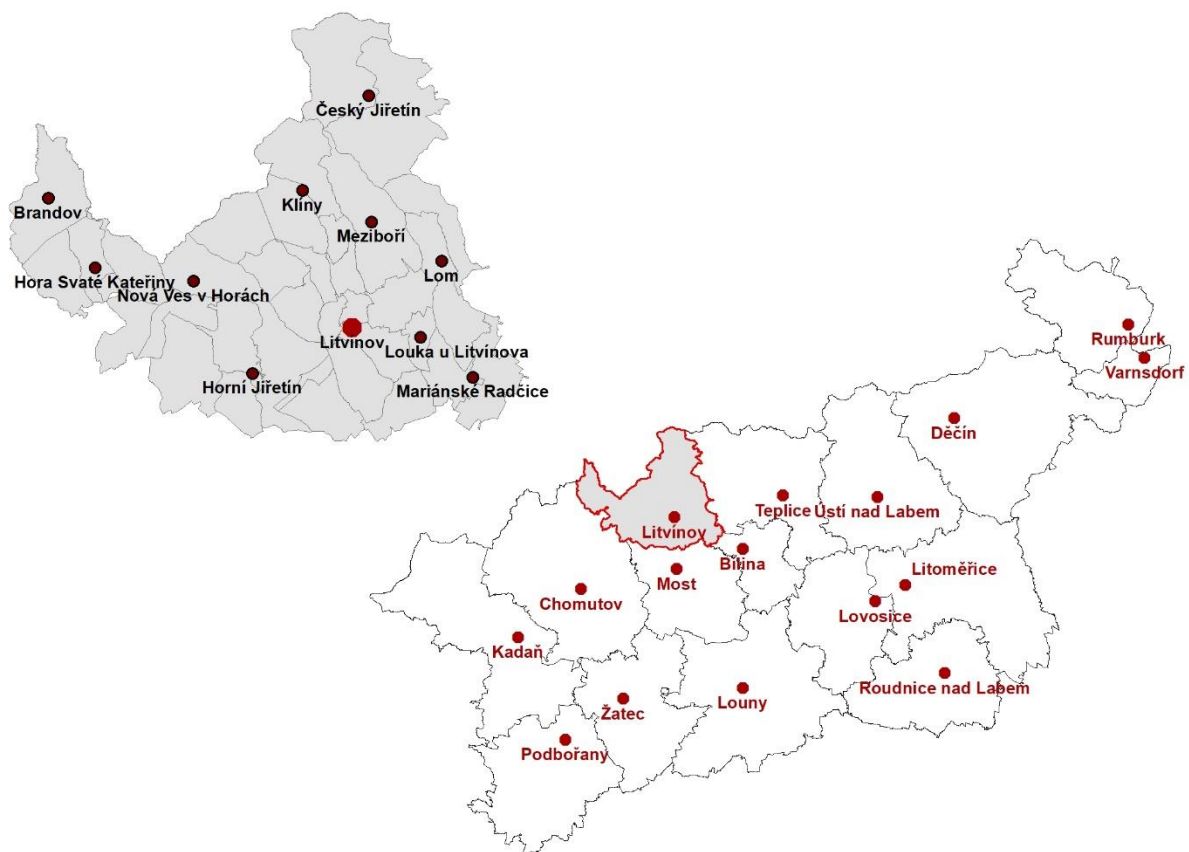 Český Jiřetín
Klíny
Brandov
Meziboří
Lom
Hora Svaté Kateřiny
Nová Ves v Horách
Litvínov
Louka u Litvínova
Horní Jiřetín
Mariánské Radčice
Rumburk
Varnsdorf
Děčín
Teplice
Ústí nad Labem
Litvínov
Bílina
Litoměřice
Most
Chomutov
Lovosice
Kadaň
Roudnice nad Labem
Louny
Žatec
Podbořany